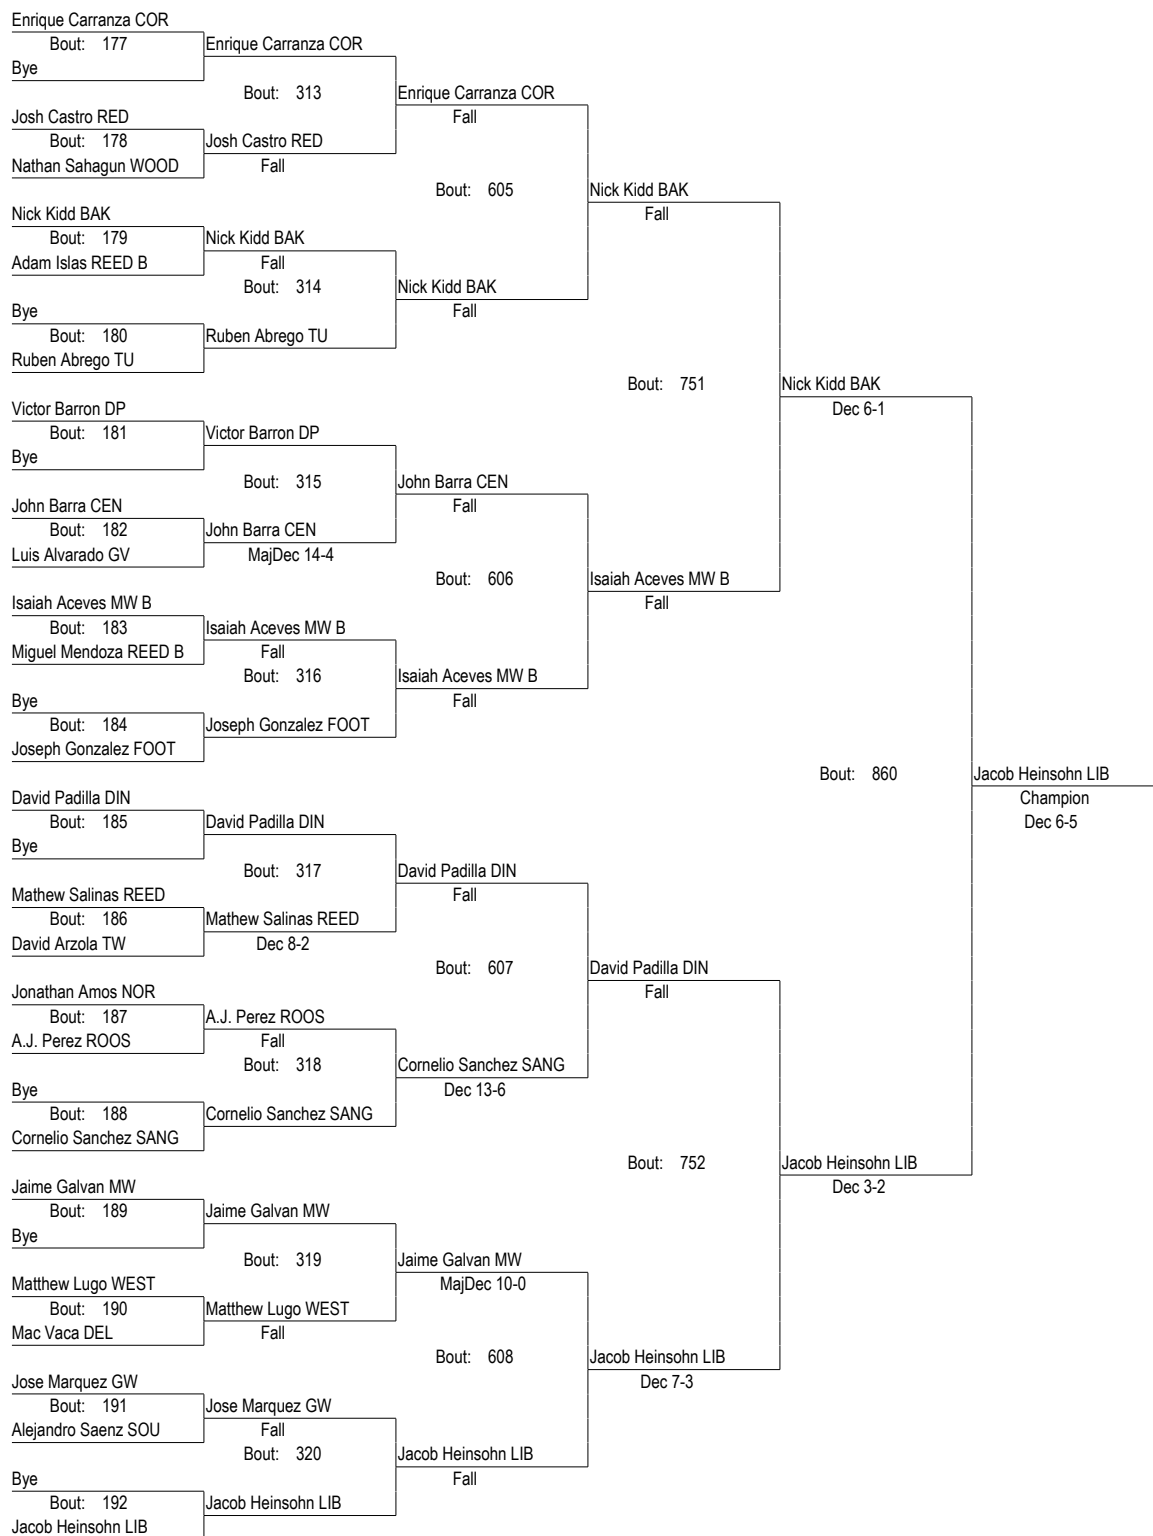 Enrique Carranza COR
Bout: 177
Enrique Carranza COR
Bye
Bout: 313
Enrique Carranza COR
Fall
Josh Castro RED
Bout: 178
Josh Castro RED
Nathan Sahagun WOOD
Fall
Bout: 605
Nick Kidd BAK
Fall
Nick Kidd BAK
Bout: 179
Nick Kidd BAK
Adam Islas REED B
Fall
Bout: 314
Nick Kidd BAK
Fall
Bye
Bout: 180
Ruben Abrego TU
Ruben Abrego TU
Bout: 751
Nick Kidd BAK
Dec 6-1
Victor Barron DP
Bout: 181
Victor Barron DP
Bye
Bout: 315
John Barra CEN
Fall
John Barra CEN
Bout: 182
John Barra CEN
Luis Alvarado GV
MajDec 14-4
Bout: 606
Isaiah Aceves MW B
Fall
Isaiah Aceves MW B
Bout: 183
Isaiah Aceves MW B
Miguel Mendoza REED B
Fall
Bout: 316
Isaiah Aceves MW B
Fall
Bye
Bout: 184
Joseph Gonzalez FOOT
Joseph Gonzalez FOOT
Bout: 860
Jacob Heinsohn LIB
Champion
Dec 6-5
David Padilla DIN
Bout: 185
David Padilla DIN
Bye
Bout: 317
David Padilla DIN
Fall
Mathew Salinas REED
Bout: 186
Mathew Salinas REED
David Arzola TW
Dec 8-2
Bout: 607
David Padilla DIN
Fall
Jonathan Amos NOR
Bout: 187
A.J. Perez ROOS
A.J. Perez ROOS
Fall
Bout: 318
Cornelio Sanchez SANG
Dec 13-6
Bye
Bout: 188
Cornelio Sanchez SANG
Cornelio Sanchez SANG
Bout: 752
Jacob Heinsohn LIB
Dec 3-2
Jaime Galvan MW
Bout: 189
Jaime Galvan MW
Bye
Bout: 319
Jaime Galvan MW
MajDec 10-0
Matthew Lugo WEST
Bout: 190
Matthew Lugo WEST
Mac Vaca DEL
Fall
Bout: 608
Jacob Heinsohn LIB
Dec 7-3
Jose Marquez GW
Bout: 191
Jose Marquez GW
Alejandro Saenz SOU
Fall
Bout: 320
Jacob Heinsohn LIB
Fall
Bye
Bout: 192
Jacob Heinsohn LIB
Jacob Heinsohn LIB